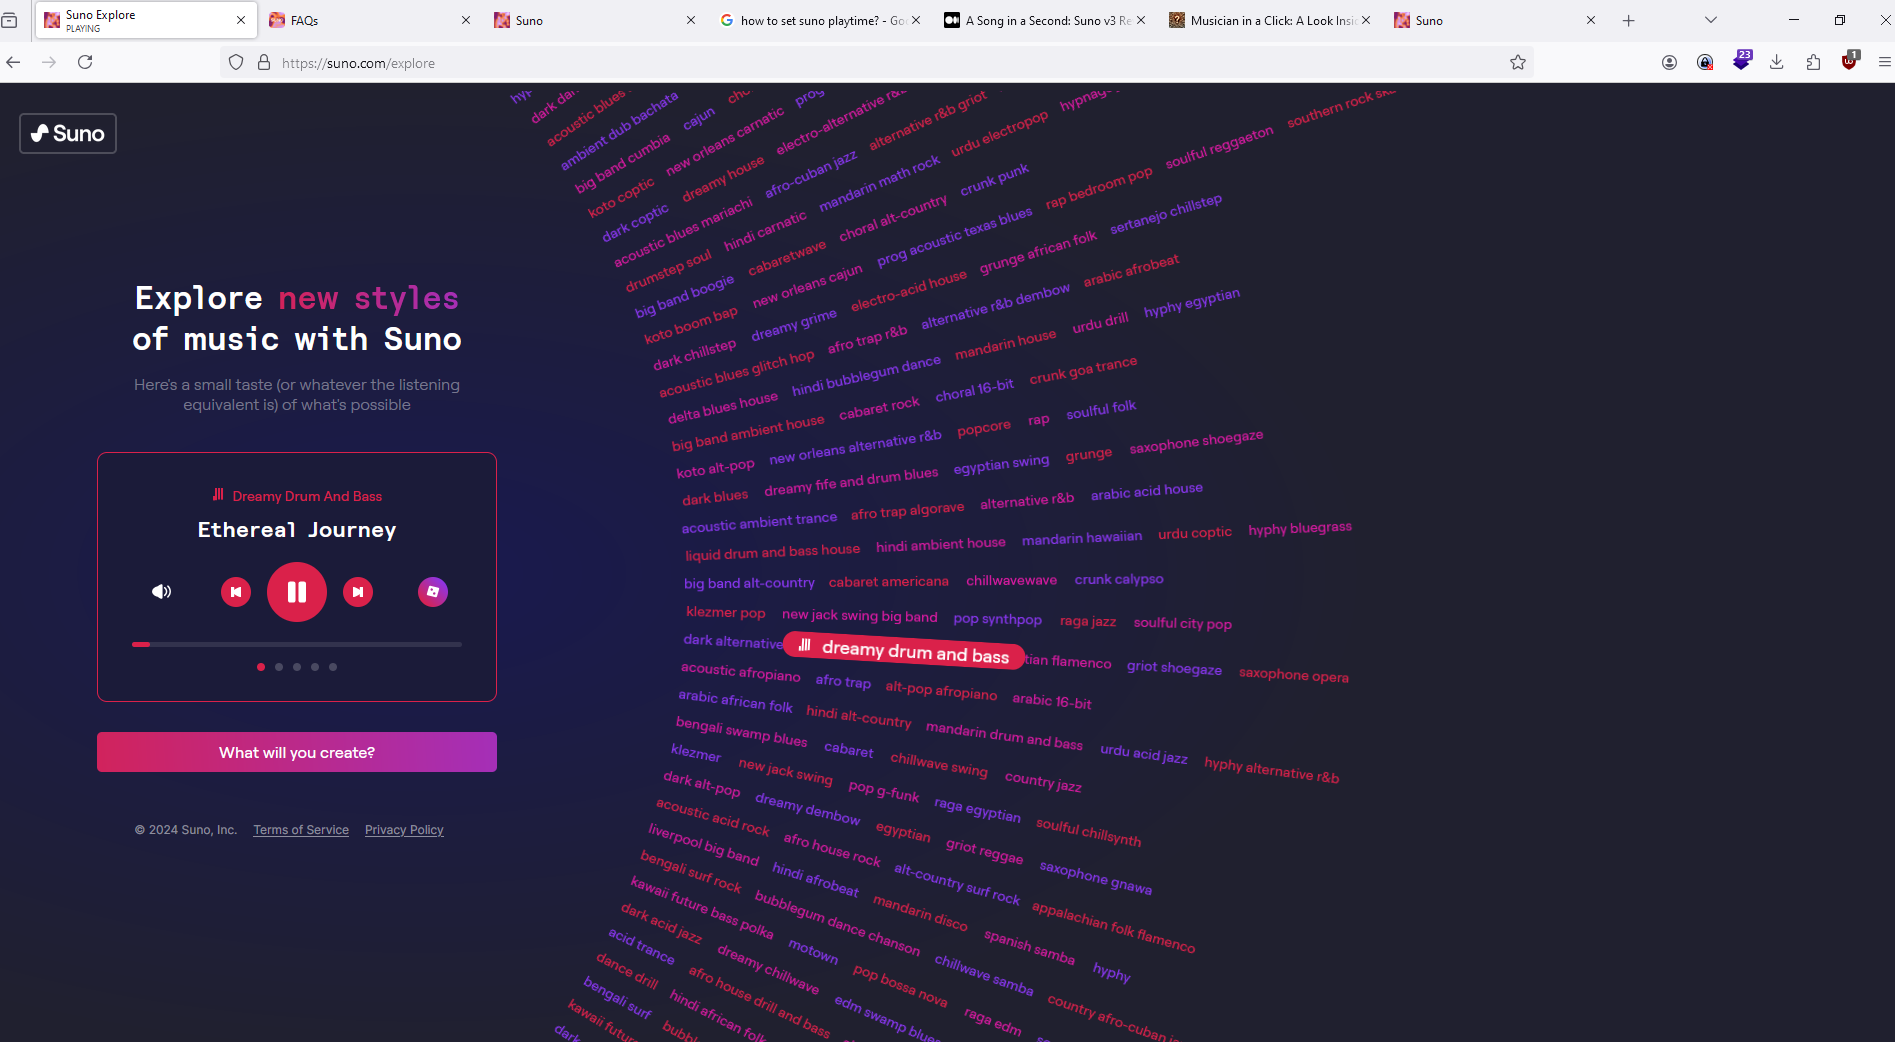 Suno Explore
PLAYING
FAQs
Suno
how to set suno playtime? - Goo
A Song in a Second: Suno v3 Re
Musician in a Click: A Look Insid
Suno
https://suno.com/explore
23
1
Suno
Explore new styles
of music with Suno
Here's a small taste (or whatever the listening
equivalent is) of what's possible
Dreamy Drum And Bass
Ethereal Journey
What will you create?
© 2024 Suno, Inc. Terms of Service Privacy Policy
acoustic blues
ambient dub bachata cajun
big band cumbia new orleans carnatic electro-alternative r&b
koto coptic dreamy house afro-cuban jazz alternative r&b griot
dark coptic
acoustic blues mariachi hindi carnatic mandarin math rock urdu electropop
drumstep soul cabaretwave choral alt-country crunk punk
big band boogie new orleans cajun prog acoustic texas blues rap bedroom pop soulful reggaeton southern rock ska
koto boom bap dreamy grime electro-acid house grunge african folk sertanejo chillstep
dark chillstep afro trap r&b alternative r&b dembow arabic afrobeat
acoustic blues glitch hop hindi bubblegum dance mandarin house urdu drill hyphy egyptian
delta blues house cabaret rock choral 16-bit crunk goa trance
big band ambient house new orleans alternative r&b popcore rap soulful folk
koto alt-pop dreamy fife and drum blues egyptian swing grunge saxophone shoegaze
dark blues afro trap algorave alternative r&b arabic acid house
acoustic ambient trance hindi ambient house mandarin hawaiian urdu coptic hyphy bluegrass
liquid drum and bass house cabaret americana chillwavewave crunk calypso
big band alt-country new jack swing big band pop synthpop raga jazz soulful city pop
klezmer pop dreamy drum and bass tian flamenco griot shoegaze saxophone opera
dark alternative afro trap alt-pop afropiano arabic 16-bit
acoustic afropiano hindi alt-country mandarin drum and bass urdu acid jazz hyphy alternative r&b
arabic african folk cabaret chillwave swing country jazz
bengali swamp blues new jack swing pop g-funk raga egyptian soulful chillsynth
klezmer dreamy dembow egyptian griot reggae saxophone gnawa
dark alt-pop afro house rock alt-country surf rock appalachian folk flamenco
acoustic acid rock hindi afrobeat mandarin disco spanish samba hyphy
liverpool big band bubblegum dance chanson chillwave samba country afro-cuban
bengali surf rock motown pop bossa nova raga edm
kawaii future bass polka dreamy chillwave edm swamp blues
dark acid jazz afro house drill and bass
acid trance hindi african folk
dance drill
bengali surf
kawaii future
dark